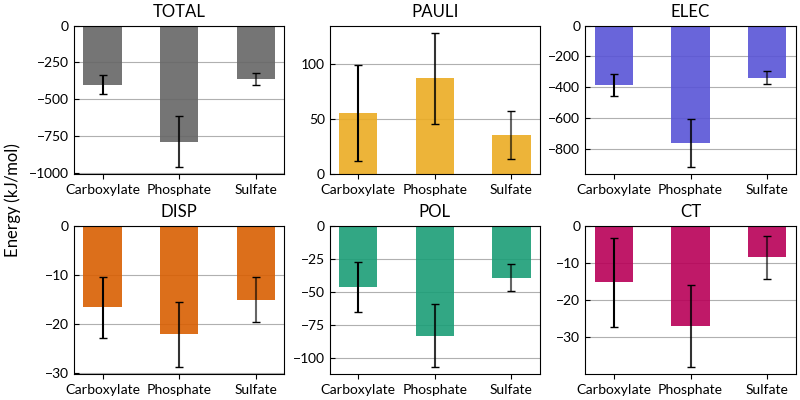 TOTAL
PAULI
ELEC
0
−250
−500
−750
−1000
100
50
0
0
−200
−400
−600
−800
Carboxylate Phosphate Sulfate
Carboxylate Phosphate Sulfate
Carboxylate Phosphate Sulfate
Energy (kJ/mol)
DISP
POL
CT
0
−10
−20
−30
0
−25
−50
−75
−100
0
−10
−20
−30
Carboxylate Phosphate Sulfate
Carboxylate Phosphate Sulfate
Carboxylate Phosphate Sulfate